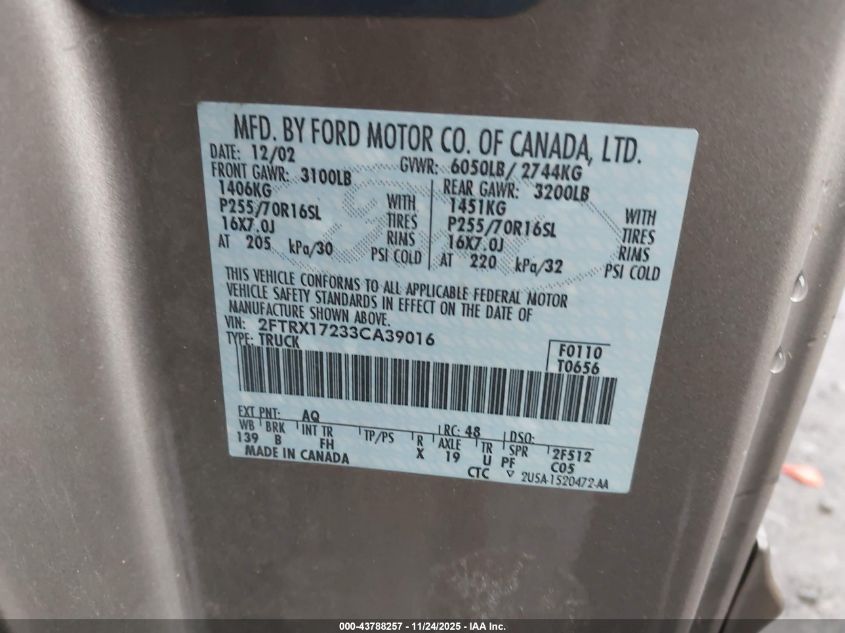 MFD. BY FORD MOTOR CO. OF CANADA, LTD.
DATE: 12/02 GVWR: 6050LB/ 2744KG
FRONT GAWR: 3100LB REAR GAWR: 3200LB
1406KG WITH 1451KG WITH
P255/70R16SL TIRES P255/70R16SL TIRES
16X7.0J RIMS 16X7.0J RIMS
AT 205 kPa/30 PSI COLD AT 220 kPa/32 PSI COLD
THIS VEHICLE CONFORMS TO ALL APPLICABLE FEDERAL MOTOR
VEHICLE SAFETY STANDARDS IN EFFECT ON THE DATE OF
MANUFACTURE SHOWN ABOVE.
VIN: 2FTRX17233CA39016
TYPE: TRUCK F0110
T0656
EXT PNT: AQ RC: 48 DSO:
WB BRK INT TR TP/PS R AXLE TR SPR 2F512
139 B FH X 19 U PF C05
MADE IN CANADA CTC ▽ 2U5A-1520472-AA
000-43788257 - 11/24/2025 - IAA Inc.